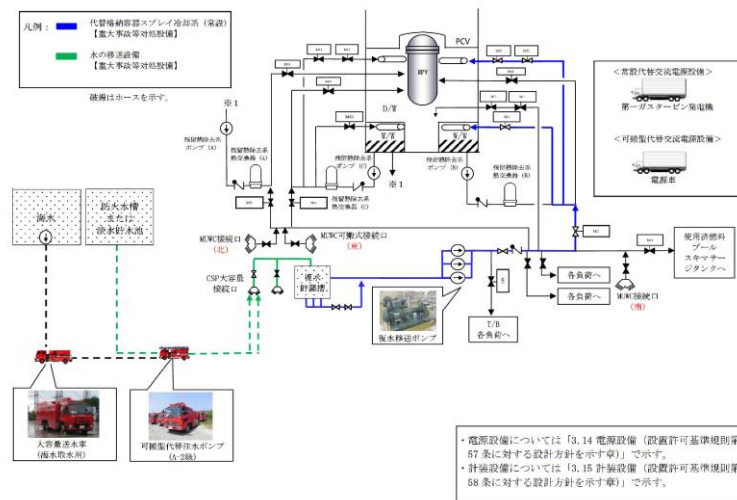 凡例：
代替格納容器スプレイ冷却系（常設）
【重大事故等対処設備】
水の移送設備
【重大事故等対処設備】
破線はホースを示す。
PCV
RPV
D/W
W/W
W/W
※1
※1
残留熱除去系
ポンプ (A)
残留熱除去系
熱交換器 (A)
残留熱除去系
ポンプ (C)
残留熱除去系
熱交換器 (C)
残留熱除去系
ポンプ (B)
残留熱除去系
熱交換器 (B)
＜常設代替交流電源設備＞
第一ガスタービン発電機
＜可搬型代替交流電源設備＞
電源車
海水
防火水槽
または
淡水貯水池
MUWC接続口
(北)
MUWC可搬式接続口
(東)
CSP大容量
接続口
復水
貯蔵槽
復水移送ポンプ
T/B
各負荷へ
各負荷へ
各負荷へ
MUWC接続口
(南)
使用済燃料
プール
スキマサー
ジタンクへ
大容量送水車
(海水取水用)
可搬型代替注水ポンプ
(A-2級)
・電源設備については「3.14 電源設備（設置許可基準規則第
57 条に対する設計方針を示す章）」で示す。
・計装設備については「3.15 計装設備（設置許可基準規則第
58 条に対する設計方針を示す章）」で示す。